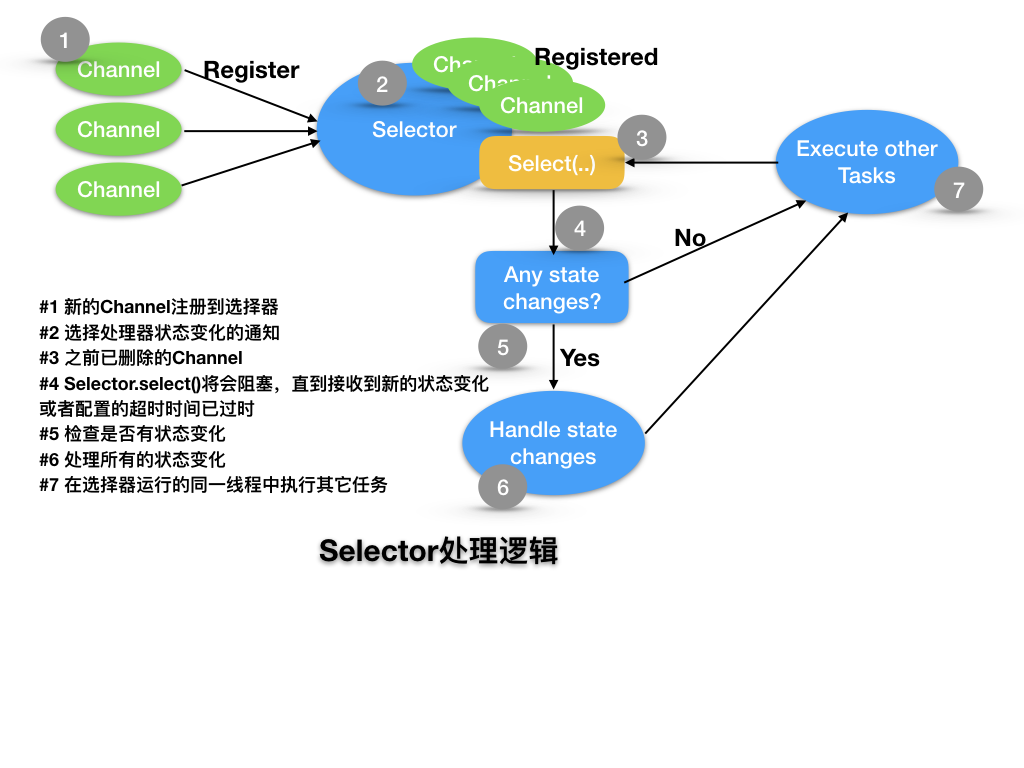 1
Channel
Register
Channel
Channel
2
Selector
Channel
Channel
Channel
Registered
Select(..)
3
Execute other
Tasks
7
4
No
Any state
changes?
5
Yes
Handle state
changes
6
#1 新的Channel注册到选择器
#2 选择处理器状态变化的通知
#3 之前已删除的Channel
#4 Selector.select()将会阻塞，直到接收到新的状态变化
或者配置的超时时间已过时
#5 检查是否有状态变化
#6 处理所有的状态变化
#7 在选择器运行的同一线程中执行其它任务
Selector处理逻辑